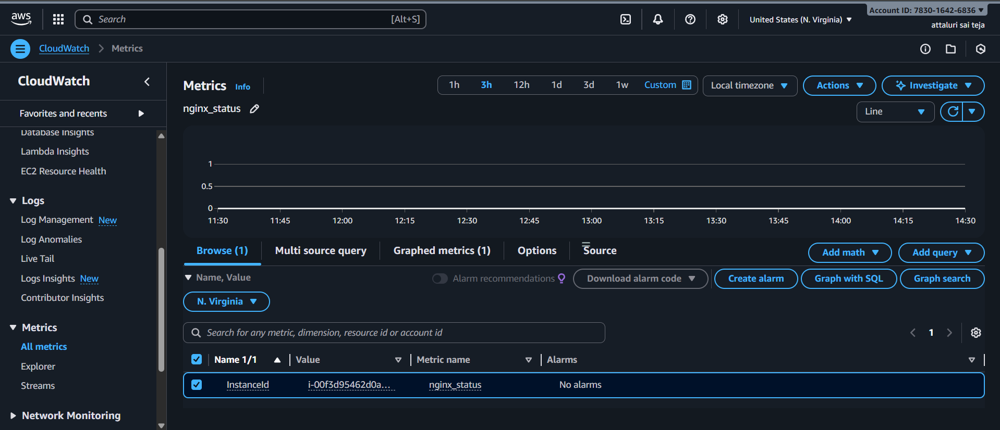 aws
Search [Alt+S]
United States (N. Virginia)
Account ID: 7830-1642-6836
attaluri sai teja
CloudWatch > Metrics
CloudWatch
Favorites and recents
Database Insights
Lambda Insights
EC2 Resource Health
Logs
Log Management New
Log Anomalies
Live Tail
Logs Insights New
Contributor Insights
Metrics
All metrics
Explorer
Streams
Network Monitoring
Metrics Info
1h 3h 12h 1d 3d 1w Custom
Local timezone
Actions
Investigate
nginx_status
Line
1
0.5
0
11:30 11:45 12:00 12:15 12:30 12:45 13:00 13:15 13:30 13:45 14:00 14:15 14:30
Browse (1) Multi source query Graphed metrics (1) Options Source
Add math Add query
Name, Value
Alarm recommendations Download alarm code Create alarm Graph with SQL Graph search
N. Virginia
Search for any metric, dimension, resource id or account id
1
Name 1/1 Value Metric name Alarms
InstanceId i-00f3d95462d0a... nginx_status No alarms